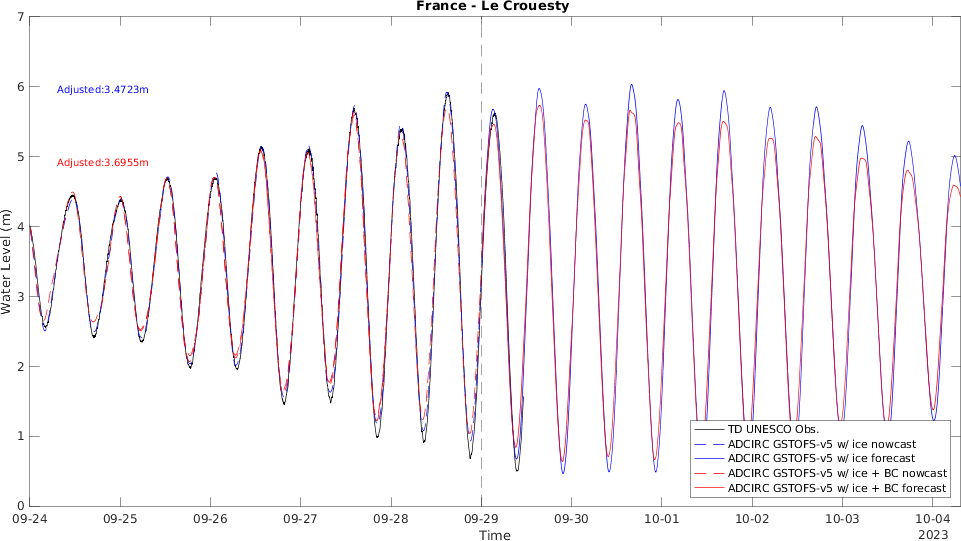 France - Le Crouesty
7
6
5
4
3
2
1
0
Water Level (m)
Adjusted:3.4723m
Adjusted:3.6955m
TD UNESCO Obs.
ADCIRC GSTOFS-v5 w/ ice nowcast
ADCIRC GSTOFS-v5 w/ ice forecast
ADCIRC GSTOFS-v5 w/ ice + BC nowcast
ADCIRC GSTOFS-v5 w/ ice + BC forecast
09-24 09-25 09-26 09-27 09-28 09-29 09-30 10-01 10-02 10-03 10-04
Time
2023